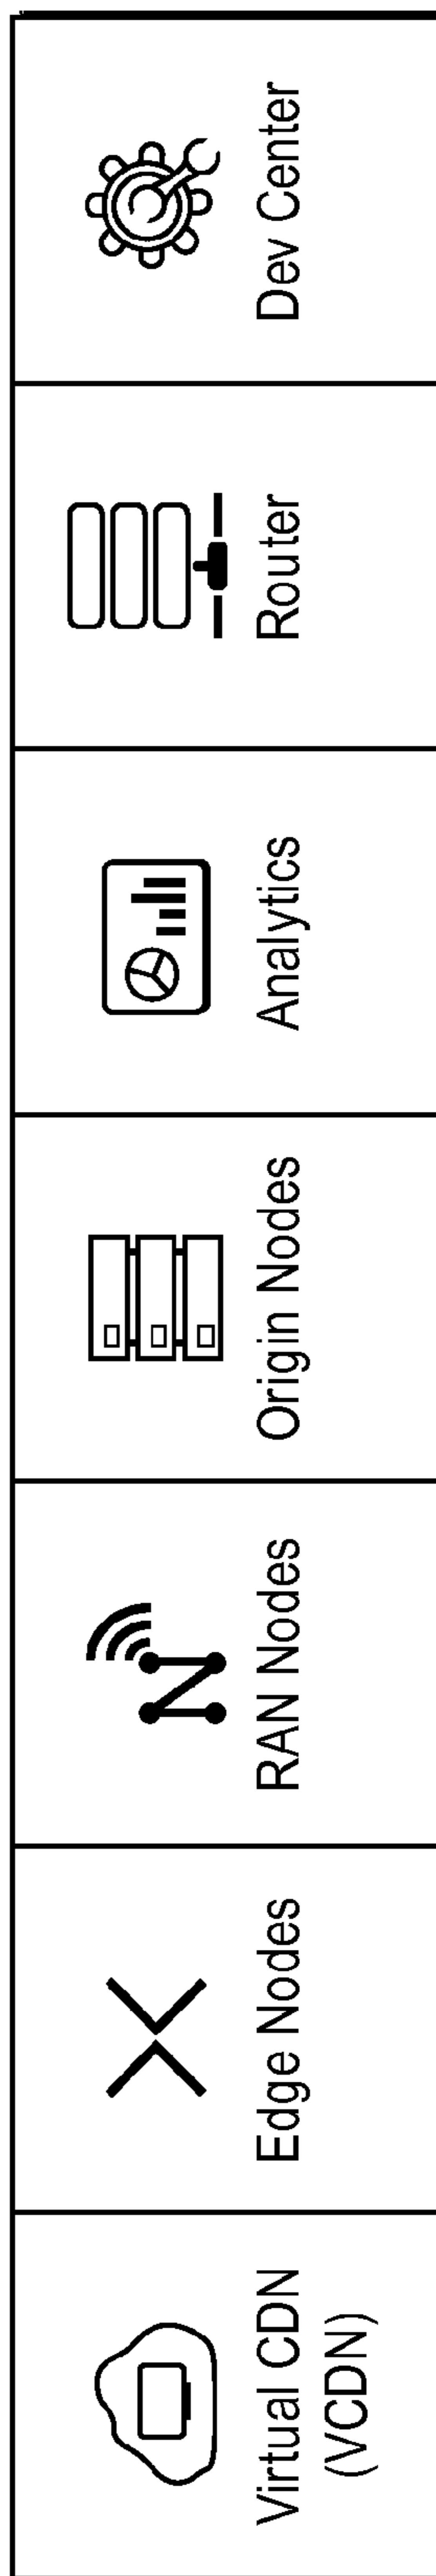 Virtual CDN
(VCDN)
Edge Nodes
RAN Nodes
Origin Nodes
Analytics
Router
Dev Center